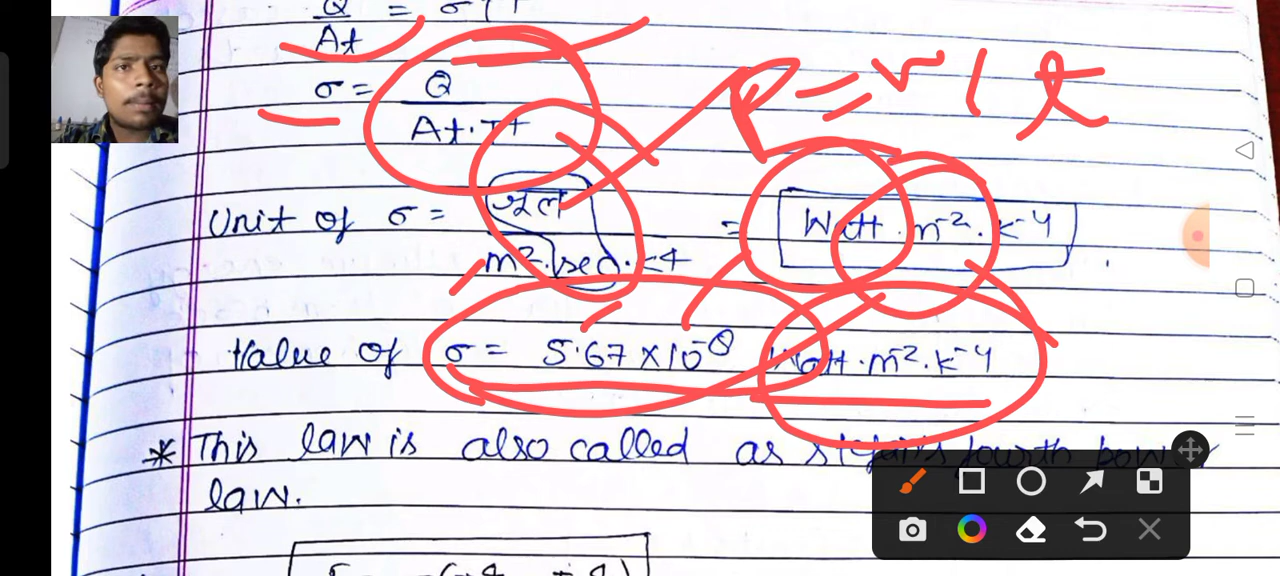 Q/At = σT⁴
σ = Q/At·T⁴
P = w/t
Unit of σ = जूल/m²·sec·K⁴ = Watt·m⁻²·K⁻⁴.
Value of σ = 5.67×10⁻⁸ Watt·m⁻²·K⁻⁴
* This law is also called as
law.